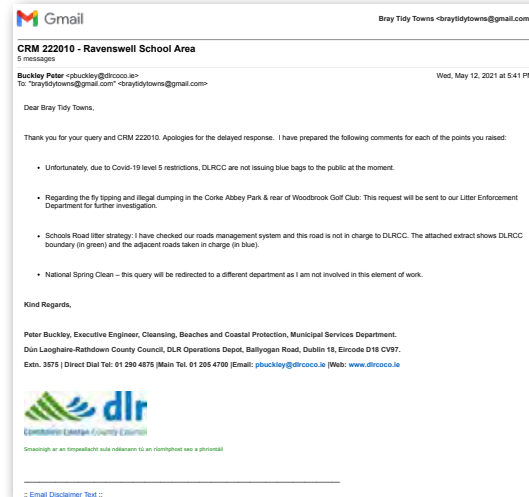 Gmail
Bray Tidy Towns <braytidytowns@gmail.com
CRM 222010 - Ravenswell School Area
5 messages
Buckley Peter <pbuckley@dlrcoco.ie>
Wed, May 12, 2021 at 5:41 PM
To: "braytidytowns@gmail.com" <braytidytowns@gmail.com>
Dear Bray Tidy Towns,
Thank you for your query and CRM 222010. Apologies for the delayed response. I have prepared the following comments for each of the points you raised:
• Unfortunately, due to Covid-19 level 5 restrictions, DLRCC are not issuing blue bags to the public at the moment.
• Regarding the fly tipping and illegal dumping in the Corke Abbey Park & rear of Woodbrook Golf Club: This request will be sent to our Litter Enforcement
Department for further investigation.
• Schools Road litter strategy: I have checked our roads management system and this road is not in charge to DLRCC. The attached extract shows DLRCC
boundary (in green) and the adjacent roads taken in charge (in blue).
• National Spring Clean – this query will be redirected to a different department as I am not involved in this element of work.
Kind Regards,
Peter Buckley, Executive Engineer, Cleansing, Beaches and Coastal Protection, Municipal Services Department.
Dún Laoghaire-Rathdown County Council, DLR Operations Depot, Ballyogan Road, Dublin 18, Eircode D18 CV97.
Extn. 3575 | Direct Dial Tel: 01 290 4875 |Main Tel. 01 205 4700 |Email: pbuckley@dlrcoco.ie |Web: www.dlrcoco.ie
dlr
Comhairle Contae County Council
Smaoinigh ar an timpeallacht sula ndéanann tú an ríomhphost seo a phriontáil
:: Email Disclaimer Text ::